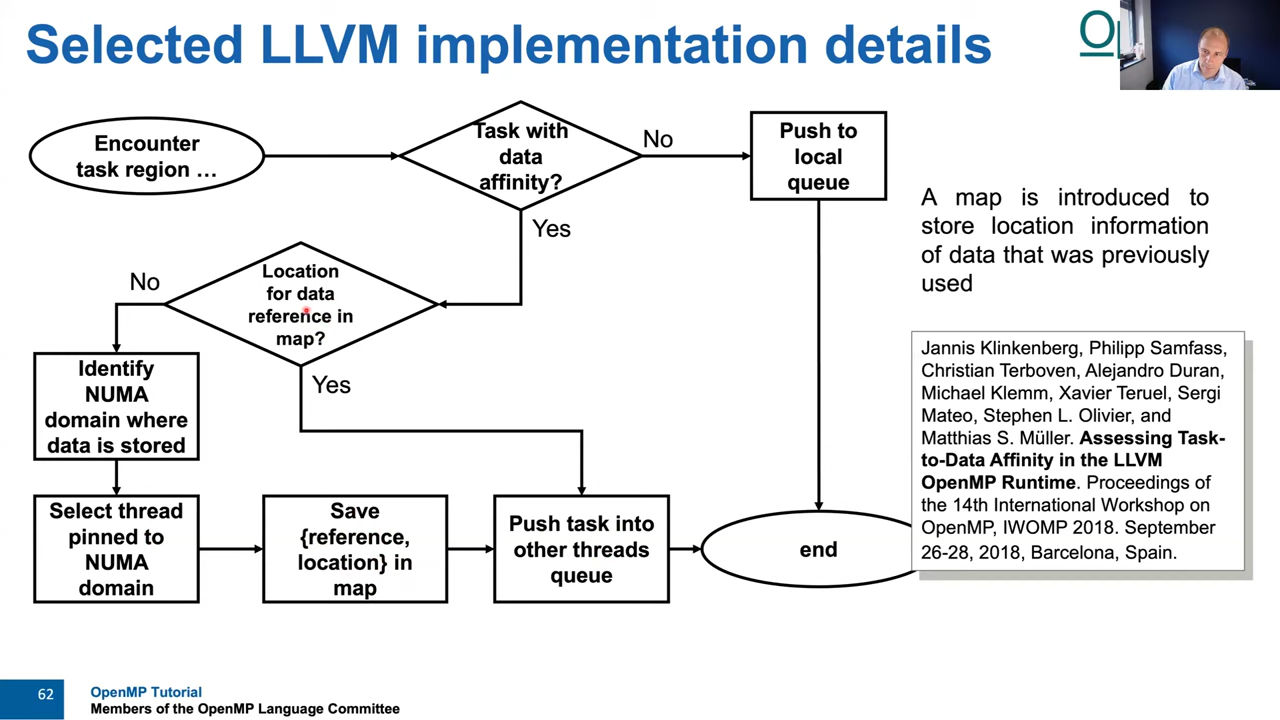 Selected LLVM implementation details
Encounter
task region …
Task with
data
affinity?
No
Push to
local
queue
Yes
A map is introduced to
store location information
of data that was previously
used
Location
for data
reference in
map?
No
Yes
Identify
NUMA
domain where
data is stored
Select thread
pinned to
NUMA
domain
Save
{reference,
location} in
map
Push task into
other threads
queue
end
Jannis Klinkenberg, Philipp Samfass,
Christian Terboven, Alejandro Duran,
Michael Klemm, Xavier Teruel, Sergi
Mateo, Stephen L. Olivier, and
Matthias S. Müller. Assessing Task-
to-Data Affinity in the LLVM
OpenMP Runtime. Proceedings of
the 14th International Workshop on
OpenMP, IWOMP 2018. September
26-28, 2018, Barcelona, Spain.
62
OpenMP Tutorial
Members of the OpenMP Language Committee